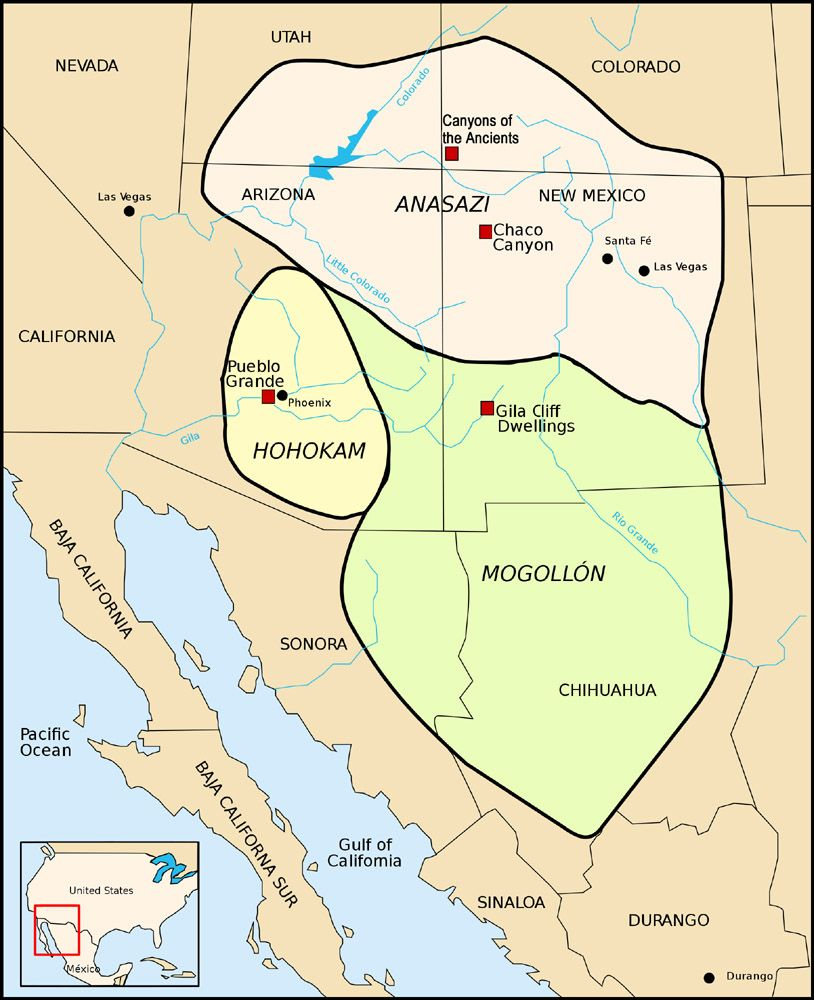 UTAH
NEVADA
COLORADO
Colorado
Canyons of
the Ancients
ARIZONA
ANASAZI
NEW MEXICO
Las Vegas
Chaco
Canyon
Santa Fé
Las Vegas
Little Colorado
CALIFORNIA
Pueblo
Grande
Phoenix
Gila Cliff
Dwellings
Gila
HOHOKAM
Rio Grande
BAJA CALIFORNIA
MOGOLLÓN
SONORA
CHIHUAHUA
Pacific
Ocean
BAJA CALIFORNA SUR
Gulf of
California
United States
México
SINALOA
DURANGO
Durango